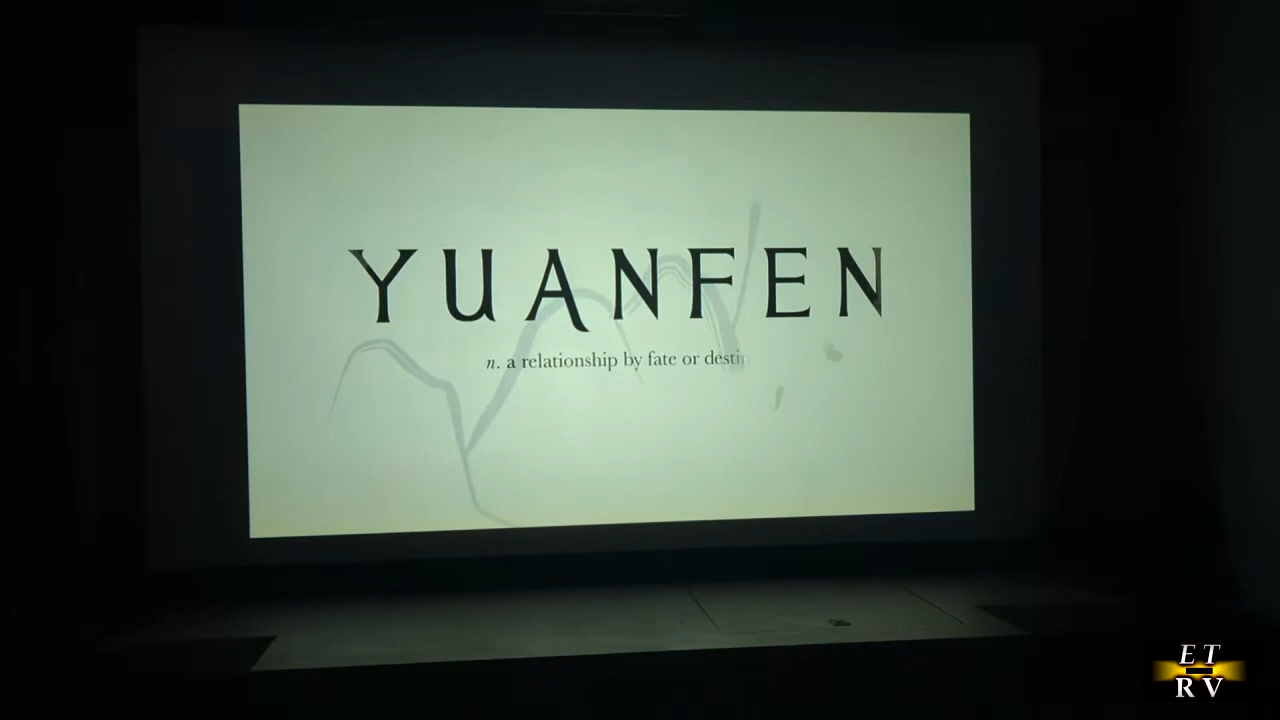 YUANFEN
n. a relationship by fate or destin
ET
RV